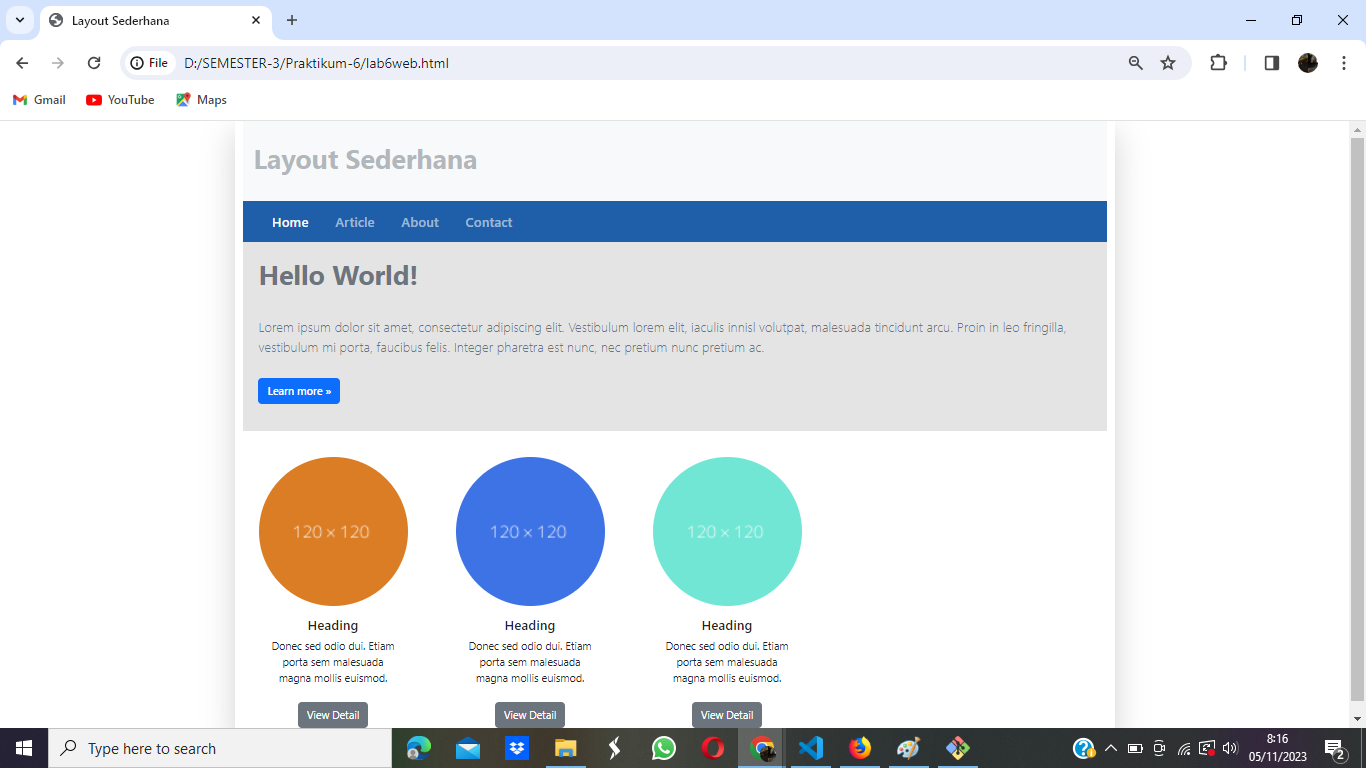 Layout Sederhana
File D:/SEMESTER-3/Praktikum-6/lab6web.html
Gmail YouTube Maps
Layout Sederhana
Home Article About Contact
Hello World!
Lorem ipsum dolor sit amet, consectetur adipiscing elit. Vestibulum lorem elit, iaculis innisl volutpat, malesuada tincidunt arcu. Proin in leo fringilla,
vestibulum mi porta, faucibus felis. Integer pharetra est nunc, nec pretium nunc pretium ac.
Learn more »
120 × 120 120 × 120 120 × 120
Heading Heading Heading
Donec sed odio dui. Etiam Donec sed odio dui. Etiam Donec sed odio dui. Etiam
porta sem malesuada porta sem malesuada porta sem malesuada
magna mollis euismod. magna mollis euismod. magna mollis euismod.
View Detail View Detail View Detail
Type here to search
8:16
05/11/2023
2